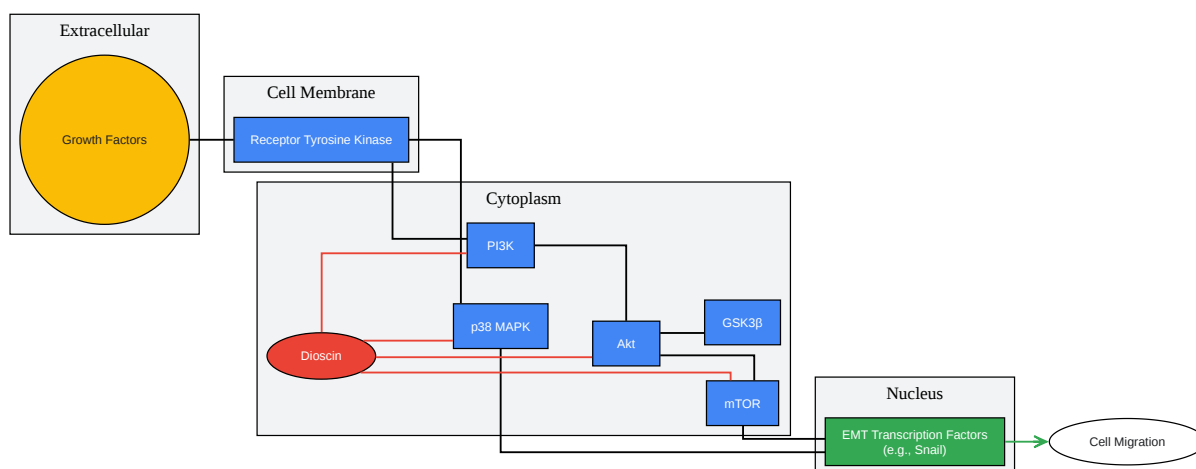 Extracellular
Growth Factors
Cell Membrane
Receptor Tyrosine Kinase
Cytoplasm
PI3K
p38 MAPK
GSK3β
Akt
Dioscin
mTOR
Nucleus
EMT Transcription Factors
(e.g., Snail)
Cell Migration